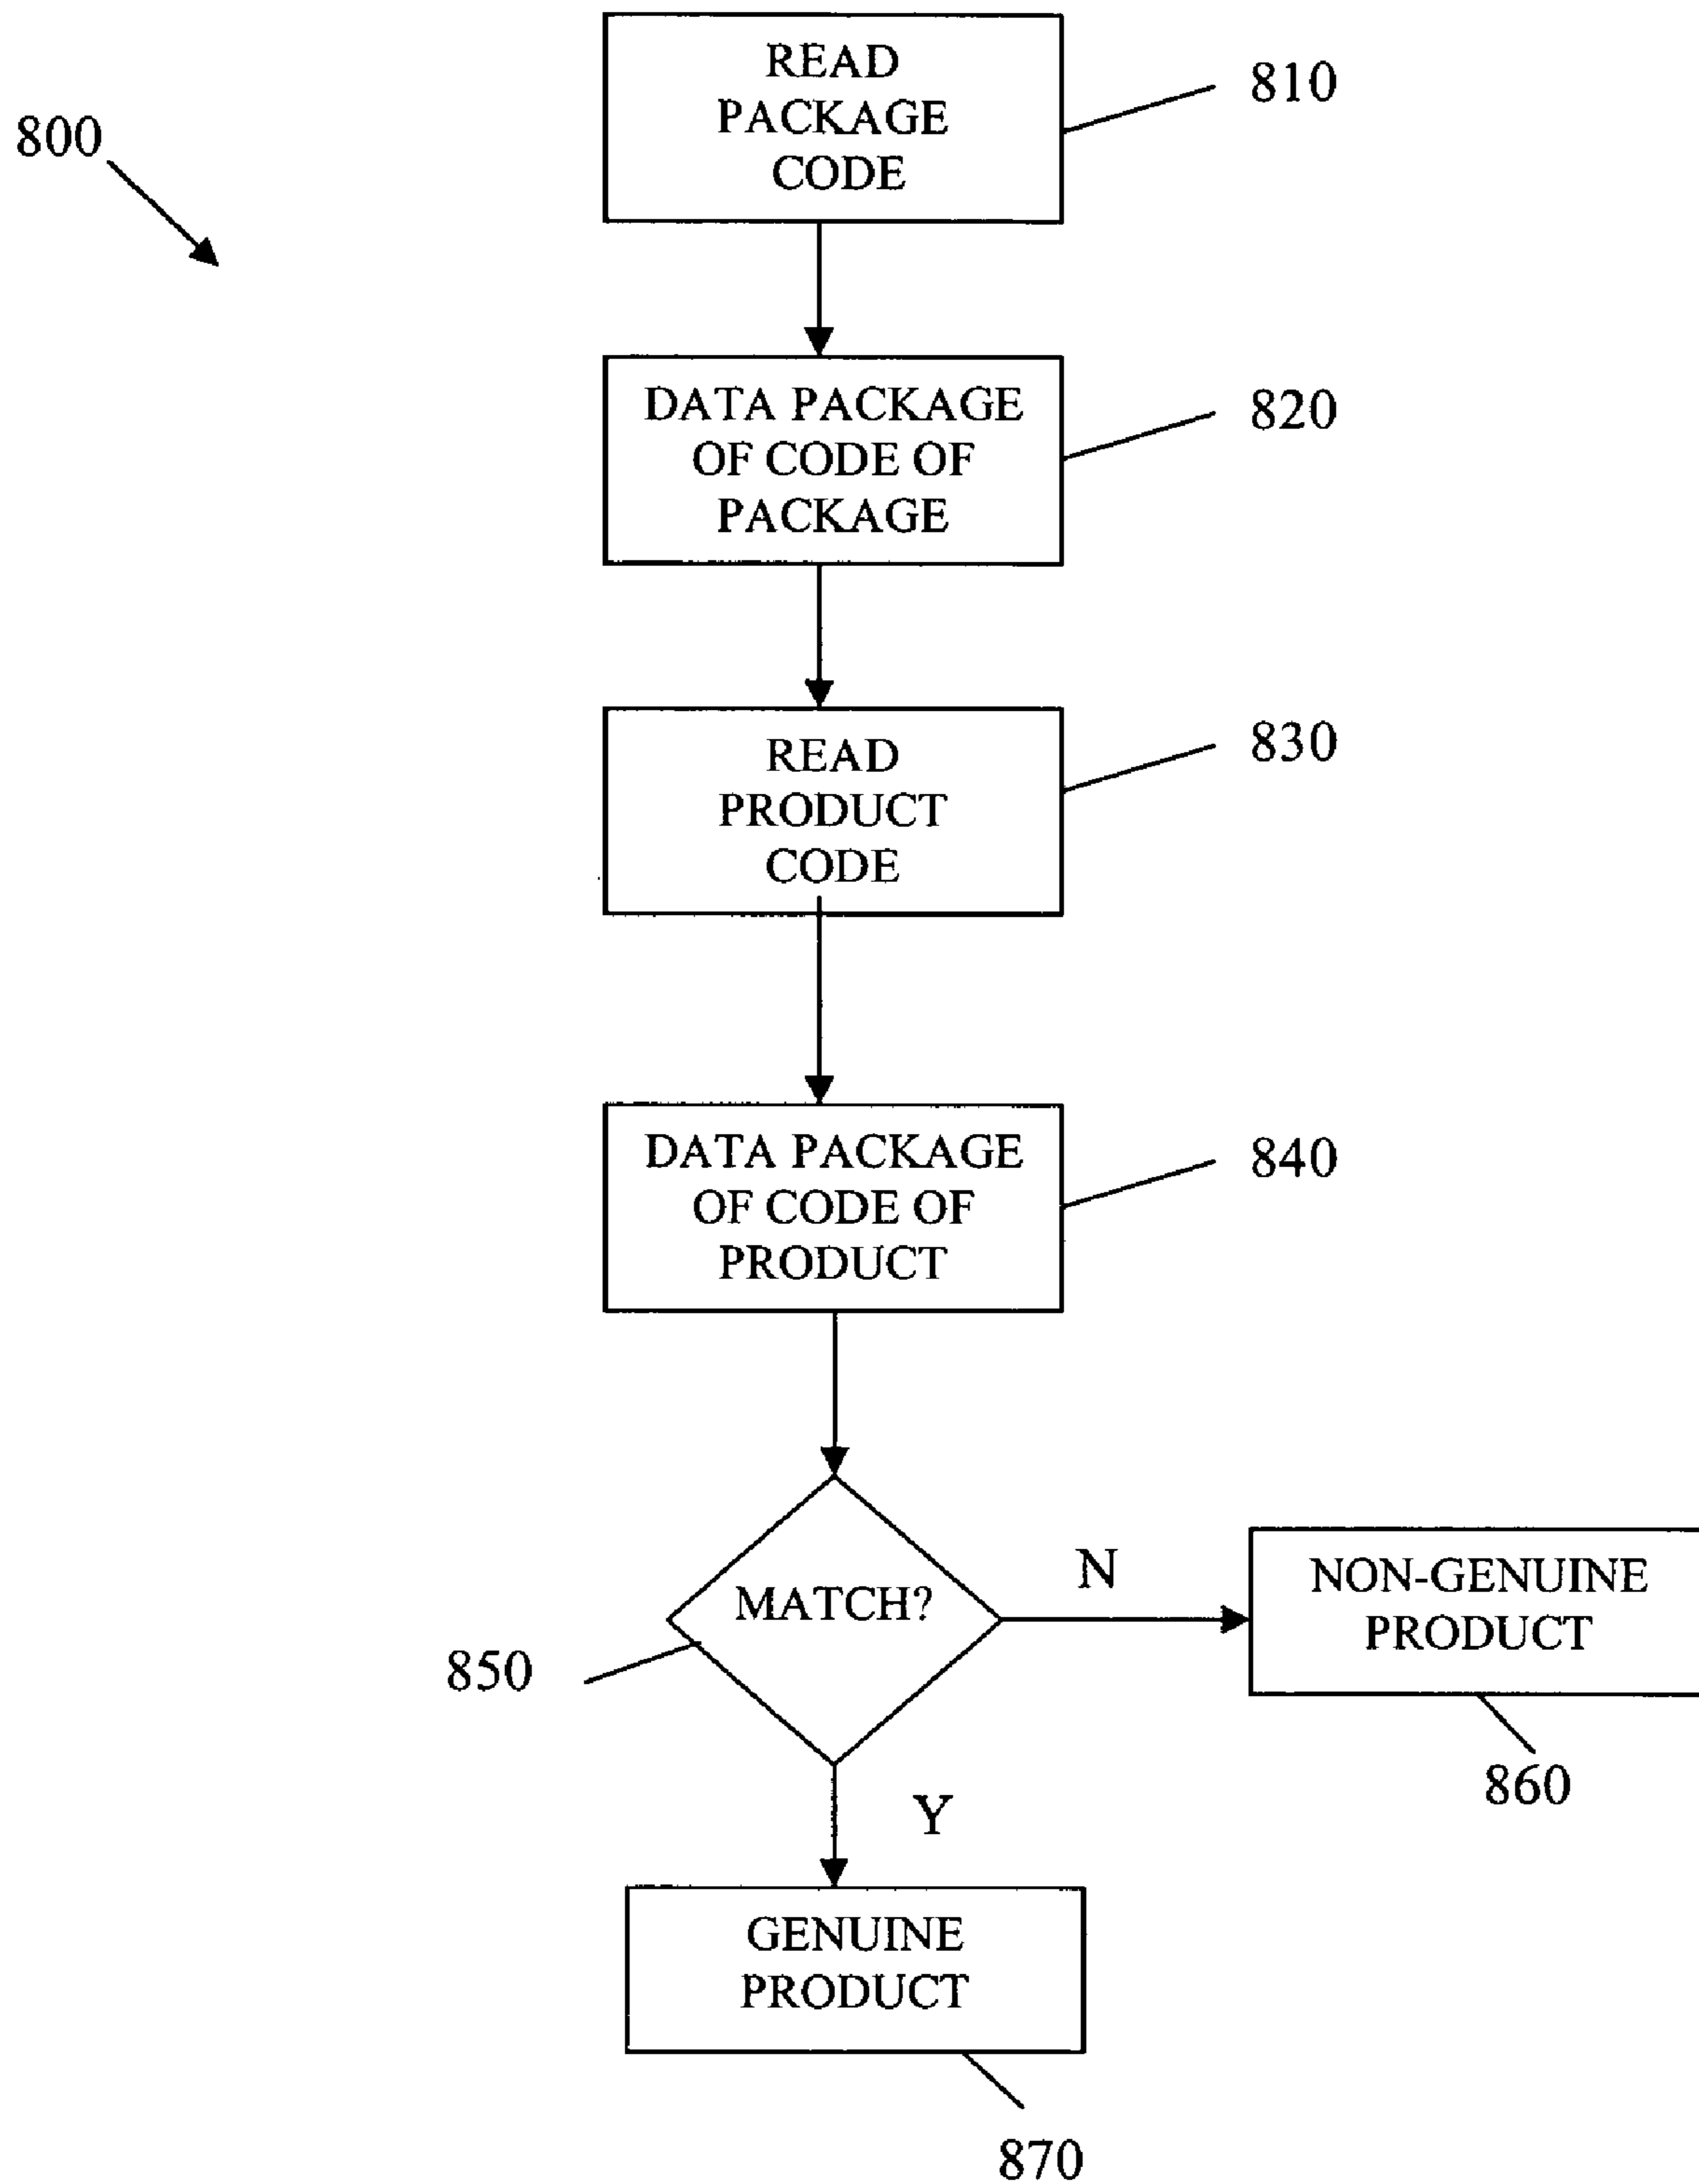 READ
PACKAGE
CODE
810
800
DATA PACKAGE
OF CODE OF
PACKAGE
820
READ
PRODUCT
CODE
830
DATA PACKAGE
OF CODE OF
PRODUCT
840
MATCH?
850
N
NON-GENUINE
PRODUCT
860
Y
GENUINE
PRODUCT
870